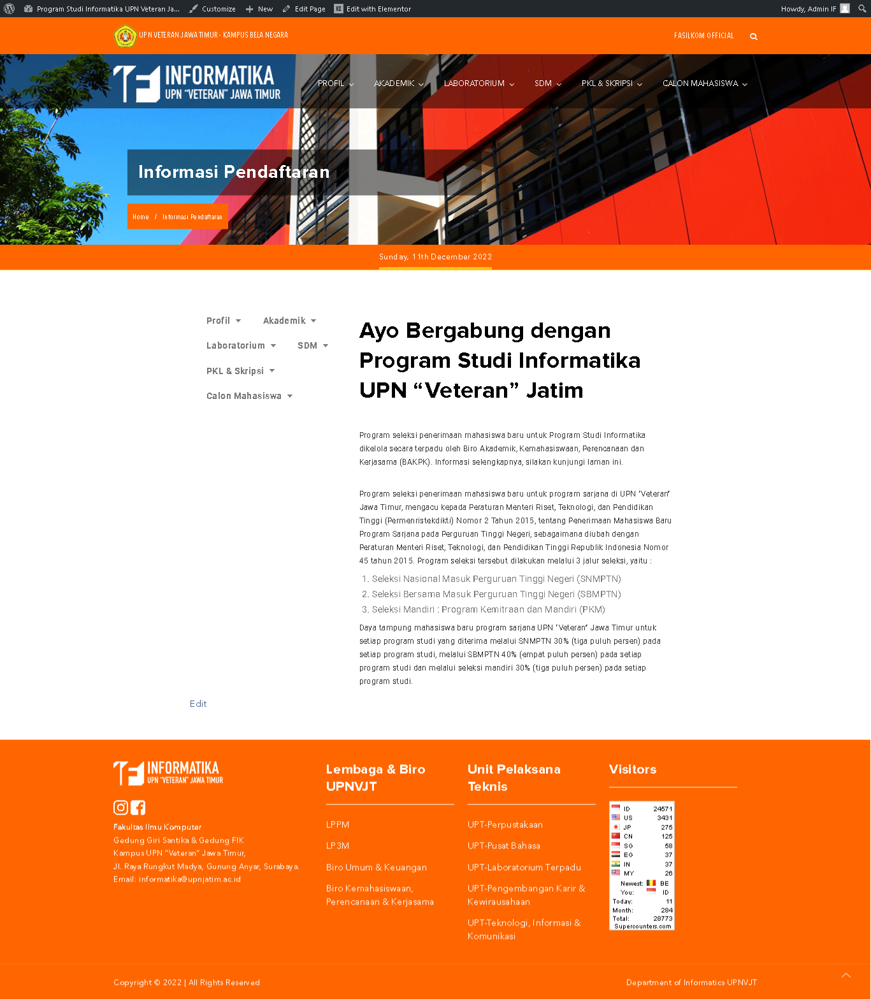 Program Studi Informatika UPN Veteran Ja... Customize New Edit Page Edit with Elementor Howdy, Admin IF
UPN VETERAN JAWA TIMUR - KAMPUS BELA NEGARA FASILKOM OFFICIAL
INFORMATIKA
UPN “VETERAN” JAWA TIMUR
PROFIL AKADEMIK LABORATORIUM SDM PKL & SKRIPSI CALON MAHASISWA
Informasi Pendaftaran
Home / Informasi Pendaftaran
Sunday, 11th December 2022
Profil Akademik
Laboratorium SDM
PKL & Skripsi
Calon Mahasiswa
Ayo Bergabung dengan
Program Studi Informatika
UPN “Veteran” Jatim
Program seleksi penerimaan mahasiswa baru untuk Program Studi Informatika
dikelola secara terpadu oleh Biro Akademik, Kemahasiswaan, Perencanaan dan
Kerjasama (BAKPK). Informasi selengkapnya, silakan kunjungi laman ini.
Program seleksi penerimaan mahasiswa baru untuk program sarjana di UPN "Veteran"
Jawa Timur, mengacu kepada Peraturan Menteri Riset, Teknologi, dan Pendidikan
Tinggi (Permenristekdikti) Nomor 2 Tahun 2015, tentang Penerimaan Mahasiswa Baru
Program Sarjana pada Perguruan Tinggi Negeri, sebagaimana diubah dengan
Peraturan Menteri Riset, Teknologi, dan Pendidikan Tinggi Republik Indonesia Nomor
45 tahun 2015. Program seleksi tersebut dilakukan melalui 3 jalur seleksi, yaitu :
1. Seleksi Nasional Masuk Perguruan Tinggi Negeri (SNMPTN)
2. Seleksi Bersama Masuk Perguruan Tinggi Negeri (SBMPTN)
3. Seleksi Mandiri : Program Kemitraan dan Mandiri (PKM)
Daya tampung mahasiswa baru program sarjana UPN "Veteran" Jawa Timur untuk
setiap program studi yang diterima melalui SNMPTN 30% (tiga puluh persen) pada
setiap program studi, melalui SBMPTN 40% (empat puluh persen) pada setiap
program studi dan melalui seleksi mandiri 30% (tiga puluh persen) pada setiap
program studi.
Edit
INFORMATIKA
UPN “VETERAN” JAWA TIMUR
Fakultas Ilmu Komputer
Gedung Giri Santika & Gedung FIK
Kampus UPN “Veteran” Jawa Timur,
Jl. Raya Rungkut Madya, Gunung Anyar, Surabaya.
Email: informatika@upnjatim.ac.id
Lembaga & Biro
UPNVJT
LPPM
LP3M
Biro Umum & Keuangan
Biro Kemahasiswaan,
Perencanaan & Kerjasama
Unit Pelaksana
Teknis
UPT-Perpustakaan
UPT-Pusat Bahasa
UPT-Laboratorium Terpadu
UPT-Pengembangan Karir &
Kewirausahaan
UPT-Teknologi, Informasi &
Komunikasi
Visitors
ID 24571
US 3431
JP 275
CN 125
SG 58
EG 37
IN 37
MY 26
Newest: BE
You: ID
Today: 11
Month: 284
Total: 28773
Supercounters.com
Copyright © 2022 | All Rights Reserved Department of Informatics UPNVJT